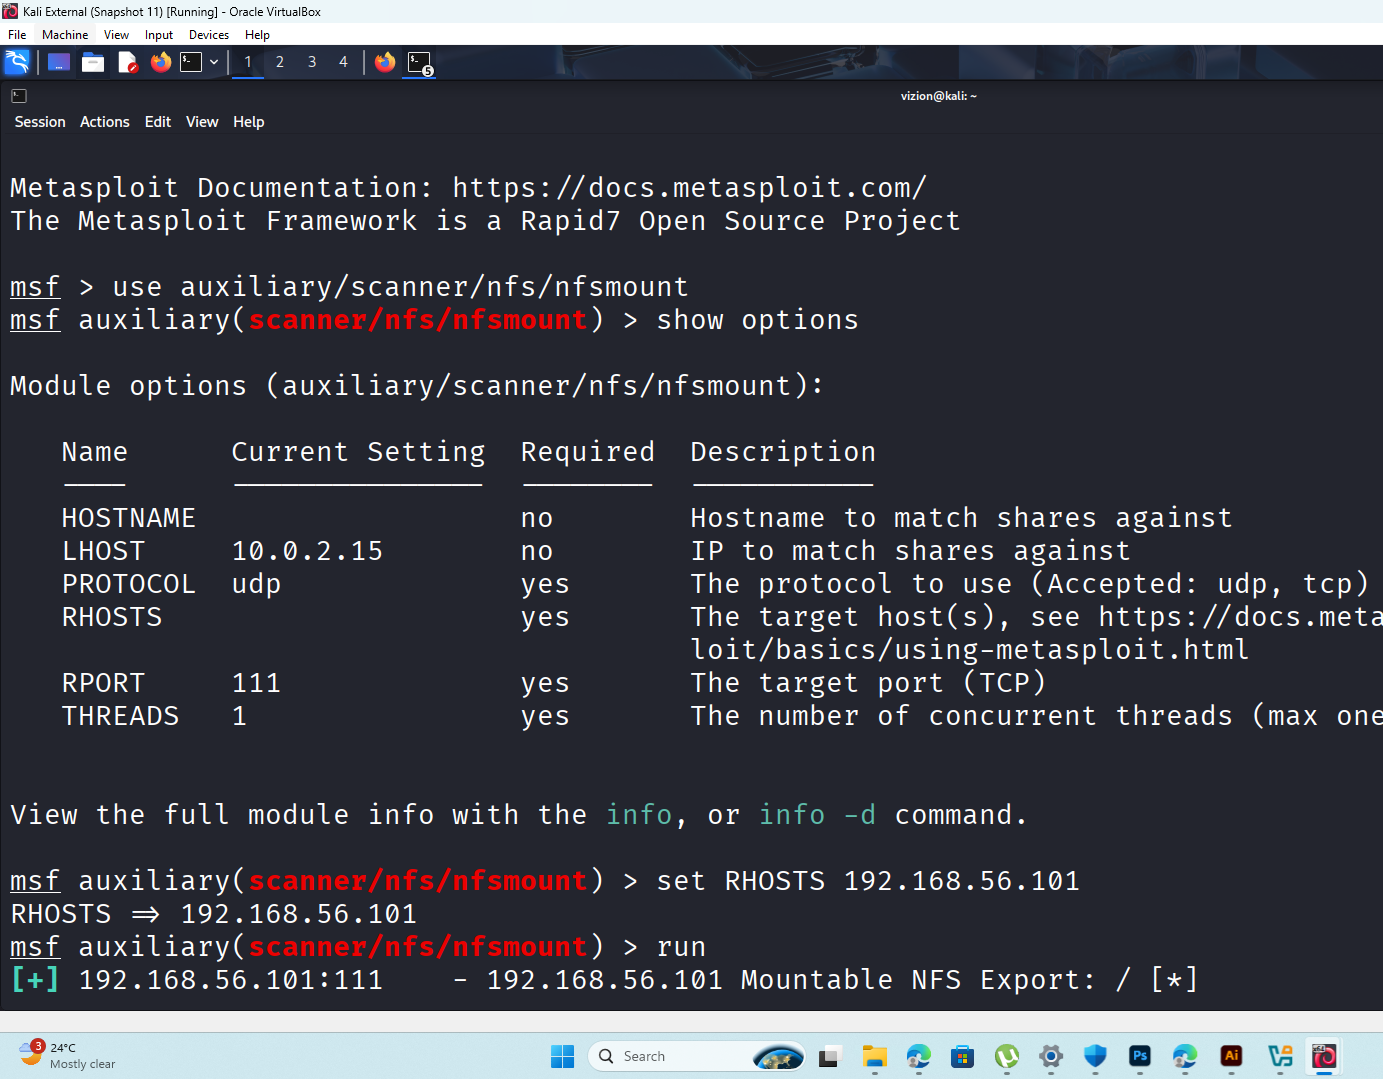 Kali External (Snapshot 11) [Running] - Oracle VirtualBox
File Machine View Input Devices Help
1 2 3 4 5
vizion@kali: ~
Session Actions Edit View Help
Metasploit Documentation: https://docs.metasploit.com/
The Metasploit Framework is a Rapid7 Open Source Project
msf > use auxiliary/scanner/nfs/nfsmount
msf auxiliary(scanner/nfs/nfsmount) > show options
Module options (auxiliary/scanner/nfs/nfsmount):
Name Current Setting Required Description
HOSTNAME no Hostname to match shares against
LHOST 10.0.2.15 no IP to match shares against
PROTOCOL udp yes The protocol to use (Accepted: udp, tcp)
RHOSTS yes The target host(s), see https://docs.meta
loit/basics/using-metasploit.html
RPORT 111 yes The target port (TCP)
THREADS 1 yes The number of concurrent threads (max one
View the full module info with the info, or info -d command.
msf auxiliary(scanner/nfs/nfsmount) > set RHOSTS 192.168.56.101
RHOSTS => 192.168.56.101
msf auxiliary(scanner/nfs/nfsmount) > run
[+] 192.168.56.101:111 - 192.168.56.101 Mountable NFS Export: / [*]
3 24°C
Mostly clear
Search
Ps
Ai